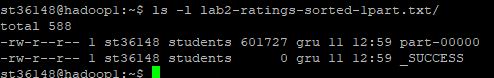 st36148@hadoop1:~$ ls -l lab2-ratings-sorted-1part.txt/
total 588
-rw-r--r-- 1 st36148 students 601727 gru 11 12:59 part-00000
-rw-r--r-- 1 st36148 students      0 gru 11 12:59 _SUCCESS
st36148@hadoop1:~$